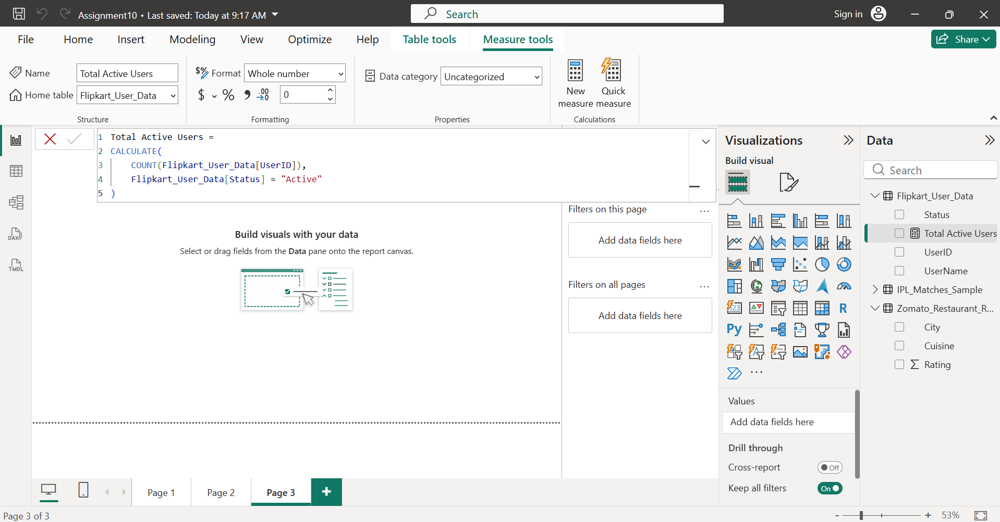 Assignment10 • Last saved: Today at 9:17 AM
Search
Sign in
File Home Insert Modeling View Optimize Help Table tools Measure tools
Share
Name Total Active Users
Home table Flipkart_User_Data
Structure
$% Format Whole number
$ % 9 .00 0
Formatting
Data category Uncategorized
Properties
New measure
Quick measure
Calculations
1 Total Active Users =
2 CALCULATE(
3 COUNT(Flipkart_User_Data[UserID]),
4 Flipkart_User_Data[Status] = "Active"
5 )
DAX
TMDL
Build visuals with your data
Select or drag fields from the Data pane onto the report canvas.
Filters on this page ...
Add data fields here
Filters on all pages ...
Add data fields here
Visualizations
Build visual
123
R
Py
...
Values
Add data fields here
Drill through
Cross-report Off
Keep all filters On
Data
Search
Flipkart_User_Data
Status
Total Active Users
UserID
UserName
IPL_Matches_Sample
Zomato_Restaurant_R...
City
Cuisine
Σ Rating
Page 1 Page 2 Page 3 +
Page 3 of 3
- + 53%